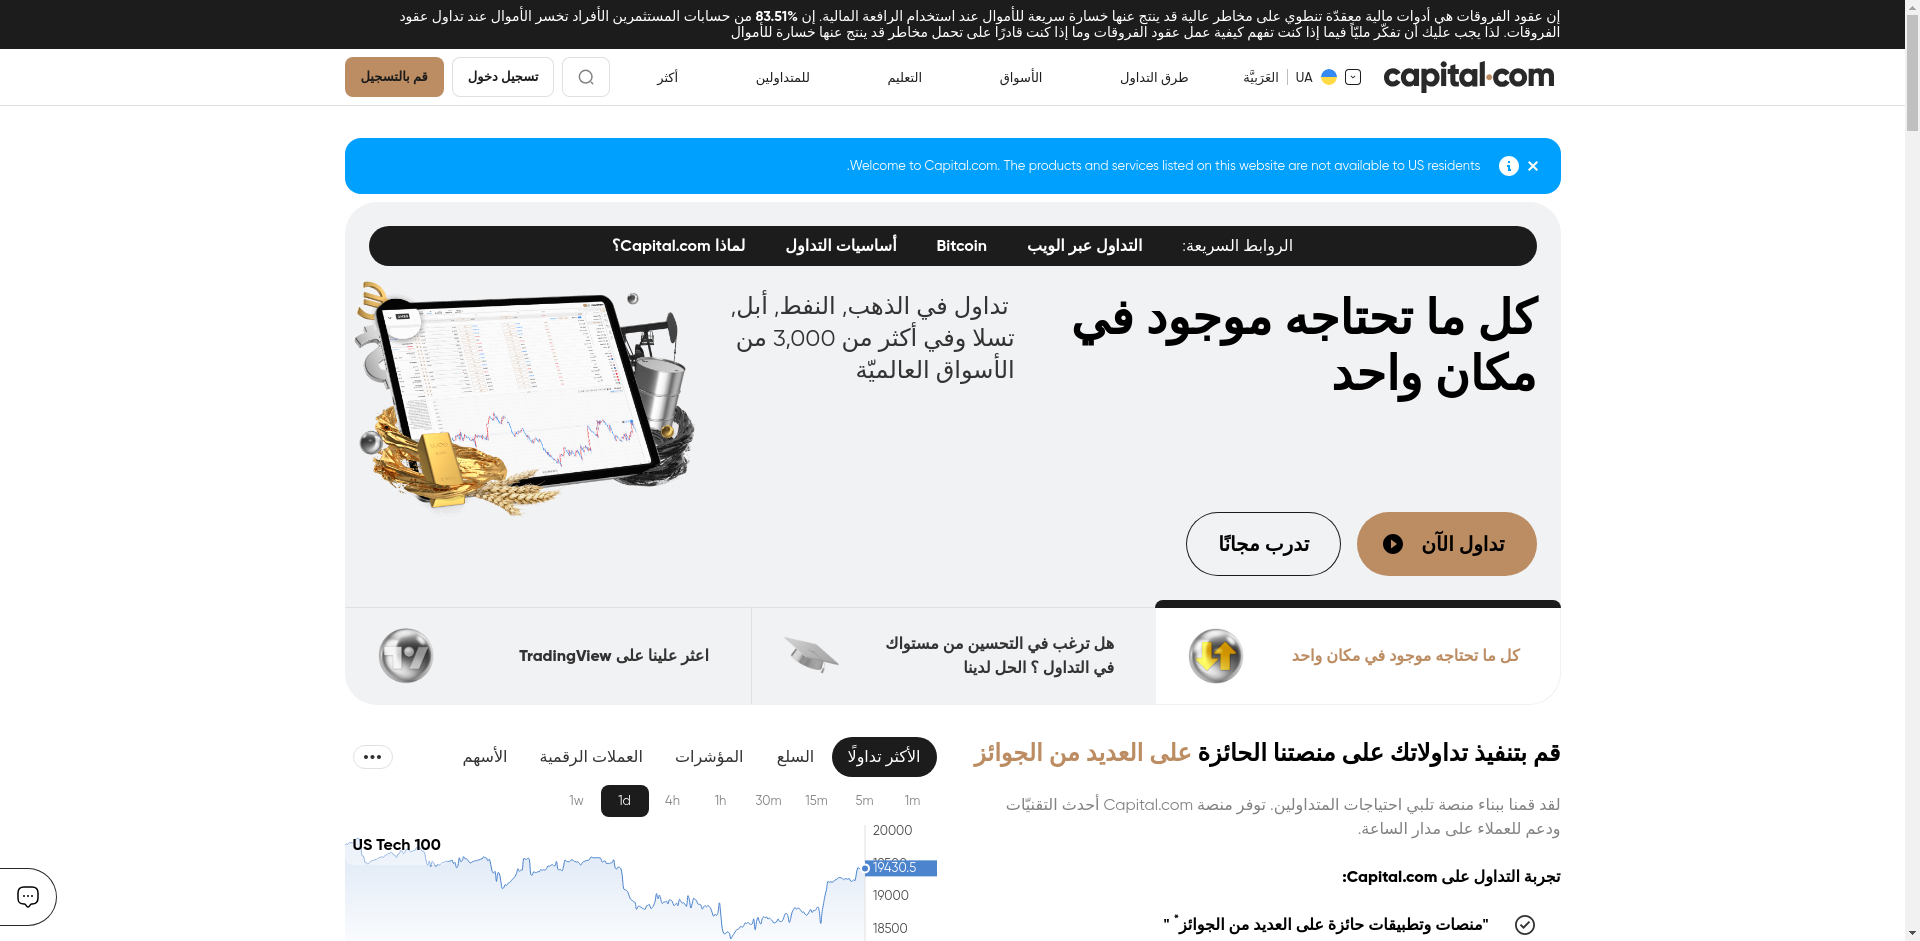 إن عقود الفروقات هي أدوات مالية معقدّة تنطوي على مخاطر عالية قد ينتج عنها خسارة سريعة للأموال عند استخدام الرافعة المالية. إن 83.51% من حسابات المستثمرين الأفراد تخسر الأموال عند تداول عقود
الفروقات. لذا يجب عليك أن تفكّر مليّاً فيما إذا كنت تفهم كيفية عمل عقود الفروقات وما إذا كنت قادرًا على تحمل مخاطر قد ينتج عنها خسارة للأموال
capital.com
UA
العَرَبِيَّة
طرق التداول
الأسواق
التعليم
للمتداولين
أكثر
تسجيل دخول
قم بالتسجيل
Welcome to Capital.com. The products and services listed on this website are not available to US residents.
الروابط السريعة:
التداول عبر الويب
Bitcoin
أساسيات التداول
لماذا Capital.com؟
كل ما تحتاجه موجود في
مكان واحد
تداول في الذهب, النفط, أبل,
تسلا وفي أكثر من 3,000 من
الأسواق العالميّة
تداول الآن
تدرب مجانًا
كل ما تحتاجه موجود في مكان واحد
هل ترغب في التحسين من مستواك
في التداول ؟ الحل لدينا
اعثر علينا على TradingView
قم بتنفيذ تداولاتك على منصتنا الحائزة على العديد من الجوائز
لقد قمنا ببناء منصة تلبي احتياجات المتداولين. توفر منصة Capital.com أحدث التقنيّات
ودعم للعملاء على مدار الساعة.
تجربة التداول على Capital.com:
"منصات وتطبيقات حائزة على العديد من الجوائز* "
الأكثر تداولًا
السلع
المؤشرات
العملات الرقمية
الأسهم
1w
1d
4h
1h
30m
15m
5m
1m
US Tech 100
20000
19430.5
19000
18500